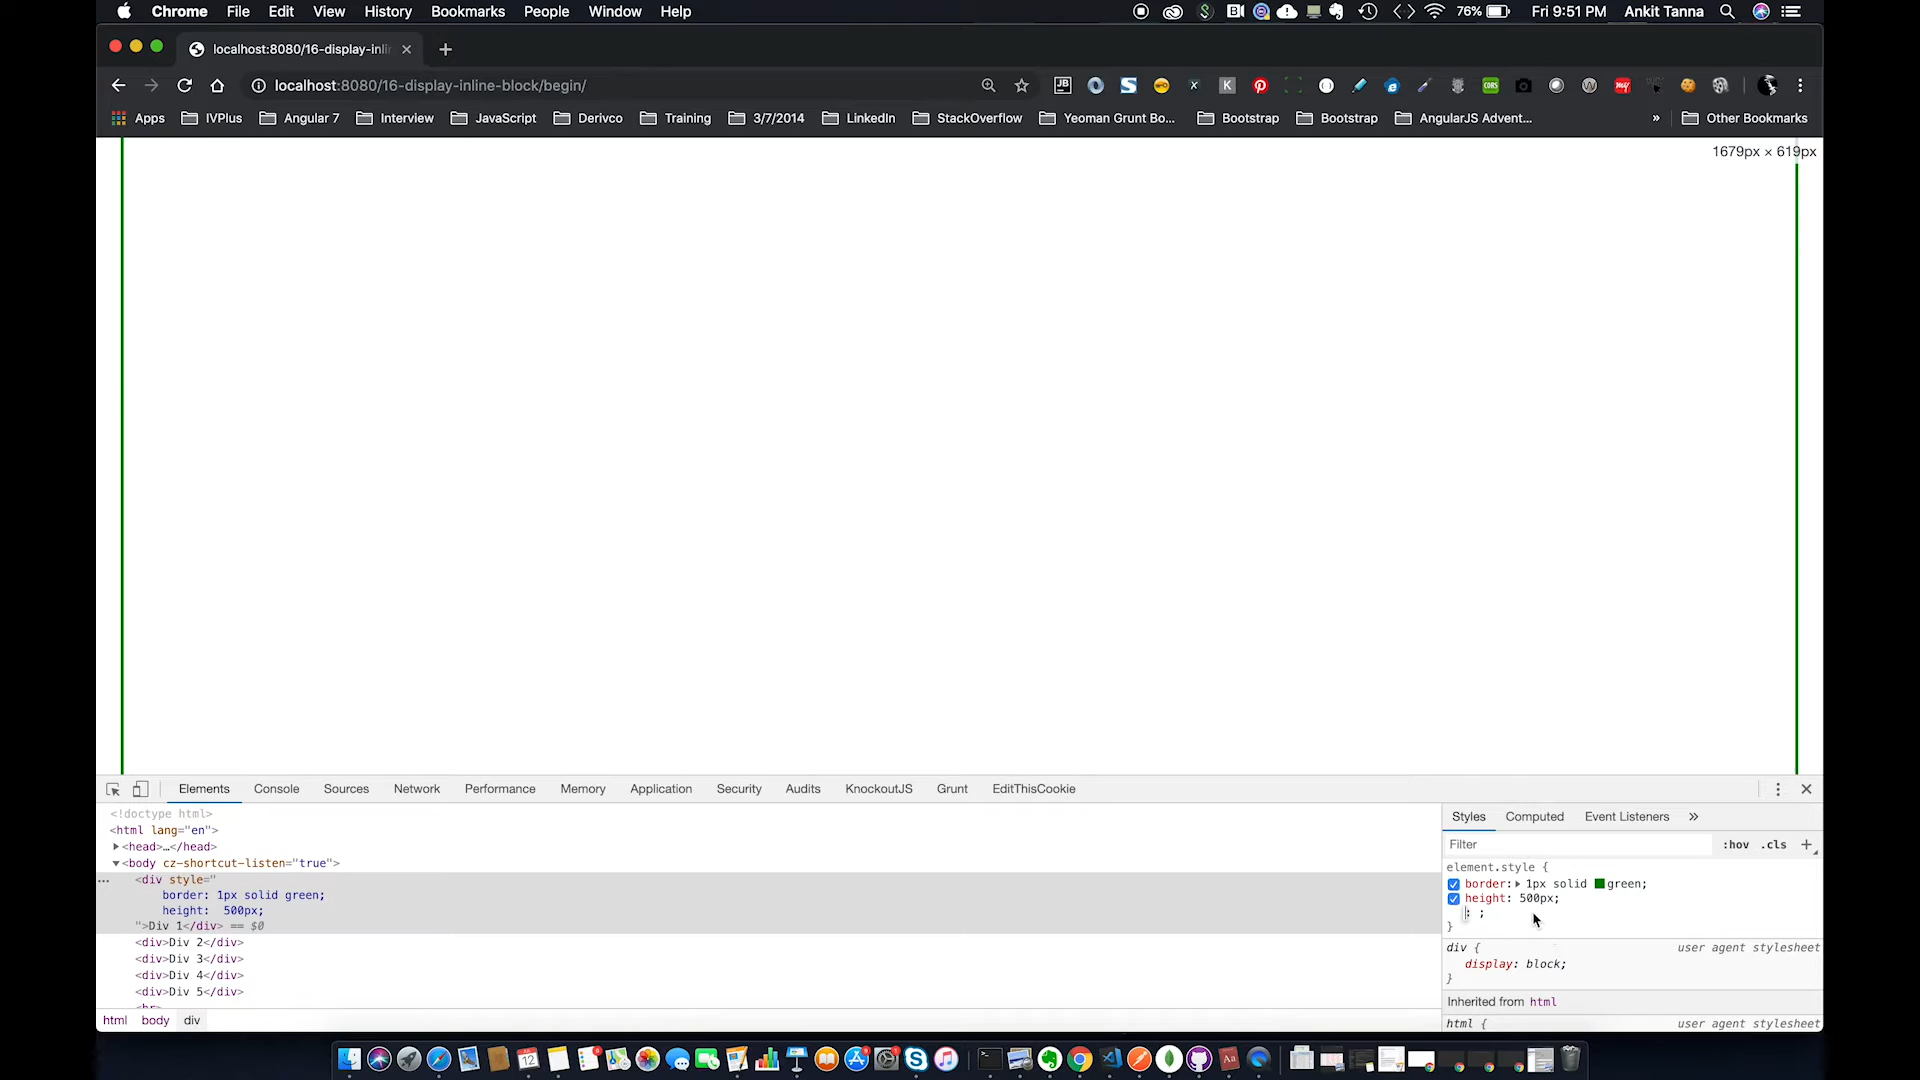 Chrome File Edit View History Bookmarks People Window Help 76% Fri 9:51 PM Ankit Tanna
localhost:8080/16-display-inli
localhost:8080/16-display-inline-block/begin/
Apps IVPlus Angular 7 Interview JavaScript Derivco Training 3/7/2014 LinkedIn StackOverflow Yeoman Grunt Bo... Bootstrap Bootstrap AngularJS Advent... » Other Bookmarks
1679px × 619px
Elements Console Sources Network Performance Memory Application Security Audits KnockoutJS Grunt EditThisCookie
<!doctype html>
<html lang="en">
<head>…</head>
<body cz-shortcut-listen="true">
<div style="
border: 1px solid green;
height: 500px;
">Div 1</div> == $0
<div>Div 2</div>
<div>Div 3</div>
<div>Div 4</div>
<div>Div 5</div>
<br>
html body div
Styles Computed Event Listeners »
Filter :hov .cls +
element.style {
border: 1px solid green;
height: 500px;
: ;
}
div { user agent stylesheet
display: block;
}
Inherited from html
html { user agent stylesheet